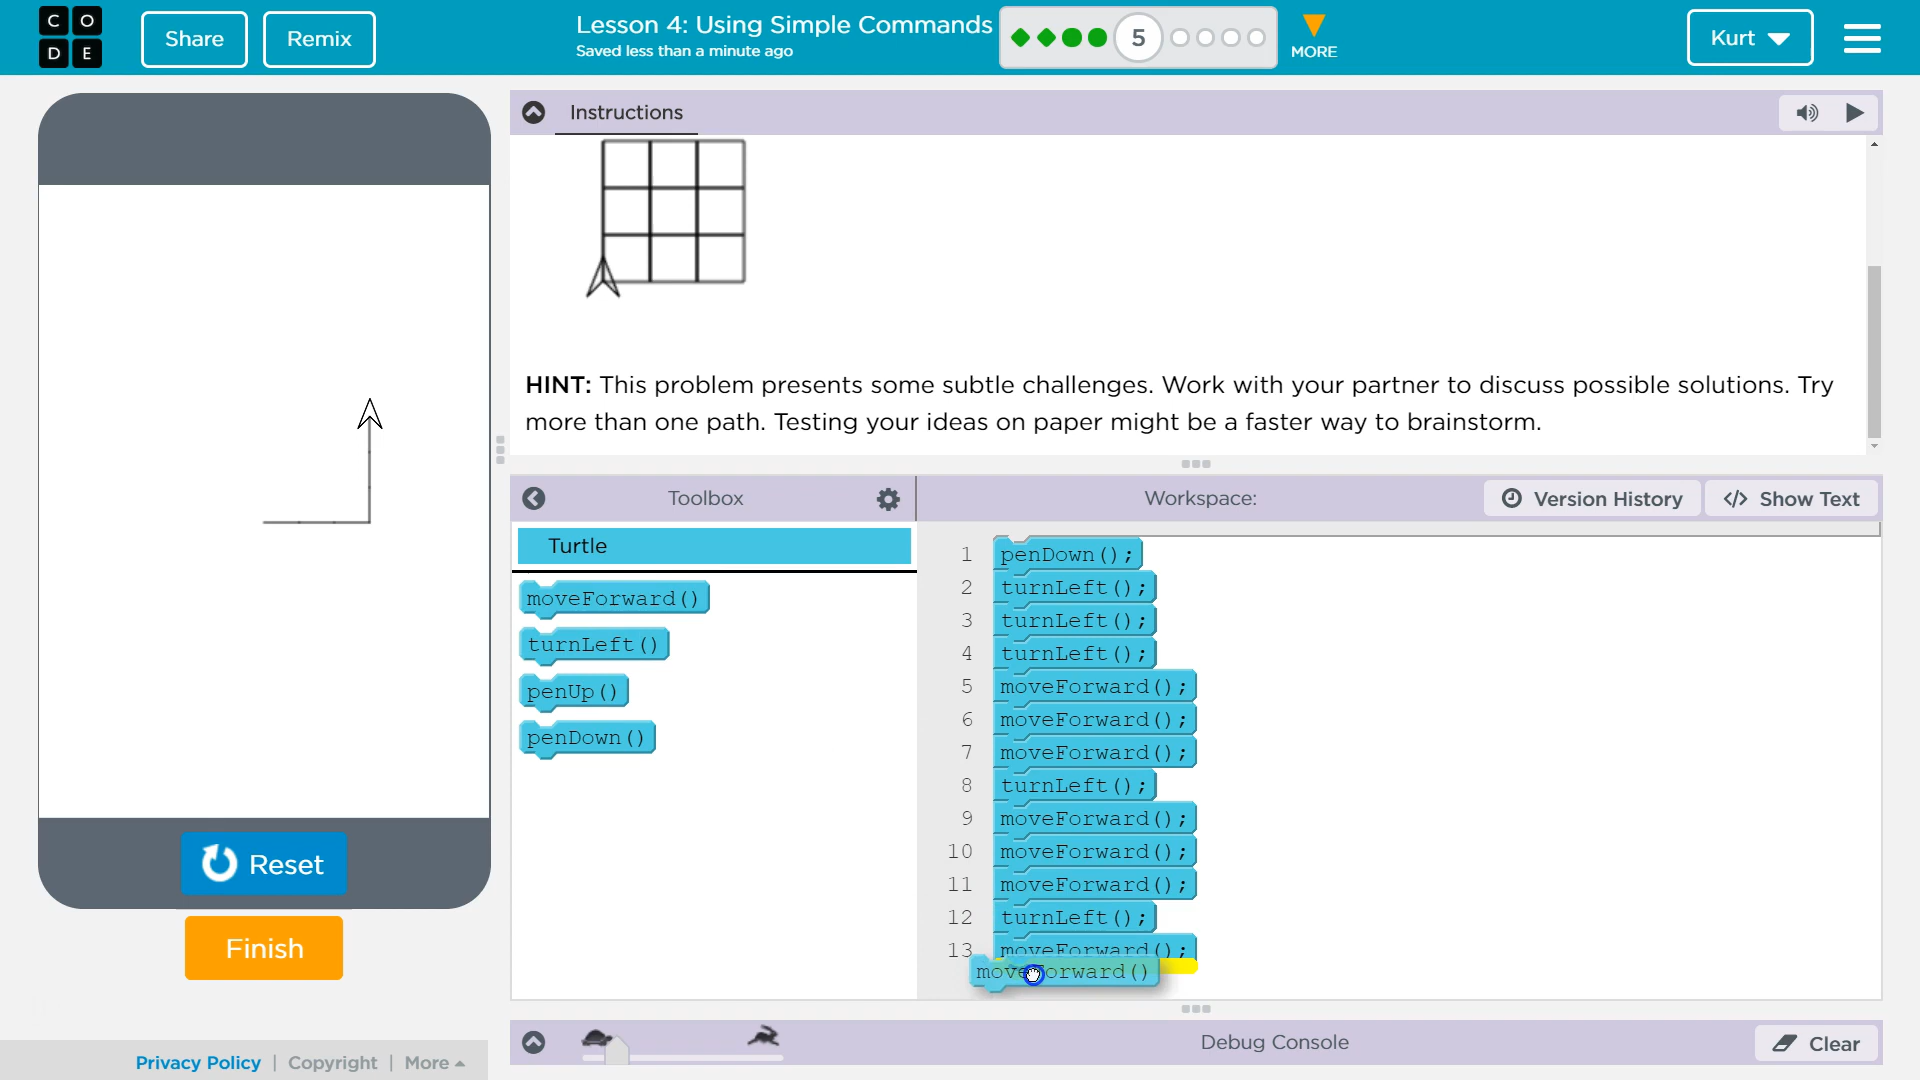 C O
D E
Share
Remix
Lesson 4: Using Simple Commands
Saved less than a minute ago
5
MORE
Kurt
Instructions
HINT: This problem presents some subtle challenges. Work with your partner to discuss possible solutions. Try
more than one path. Testing your ideas on paper might be a faster way to brainstorm.
Toolbox
Workspace:
Version History
</> Show Text
Turtle
moveForward()
turnLeft()
penUp()
penDown()
1 penDown();
2 turnLeft();
3 turnLeft();
4 turnLeft();
5 moveForward();
6 moveForward();
7 moveForward();
8 turnLeft();
9 moveForward();
10 moveForward();
11 moveForward();
12 turnLeft();
13 moveForward();
moveForward()
Reset
Finish
Debug Console
Clear
Privacy Policy | Copyright | More